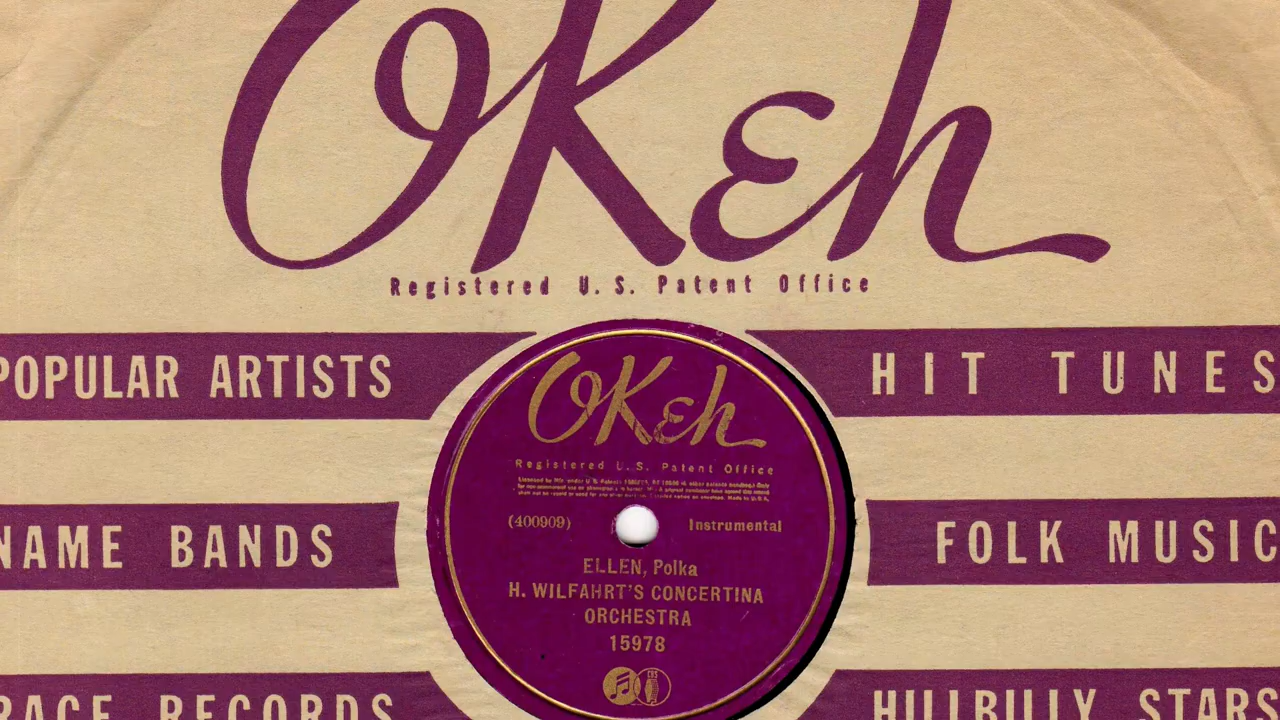 OKeh
Registered U.S. Patent Office
POPULAR ARTISTS
HIT TUNES
OKeh
Registered U.S. Patent Office
(400909)
Instrumental
NAME BANDS
FOLK MUSIC
ELLEN, Polka
H. WILFAHRT'S CONCERTINA
ORCHESTRA
15978
CBS
RACE RECORDS
HILLBILLY STARS